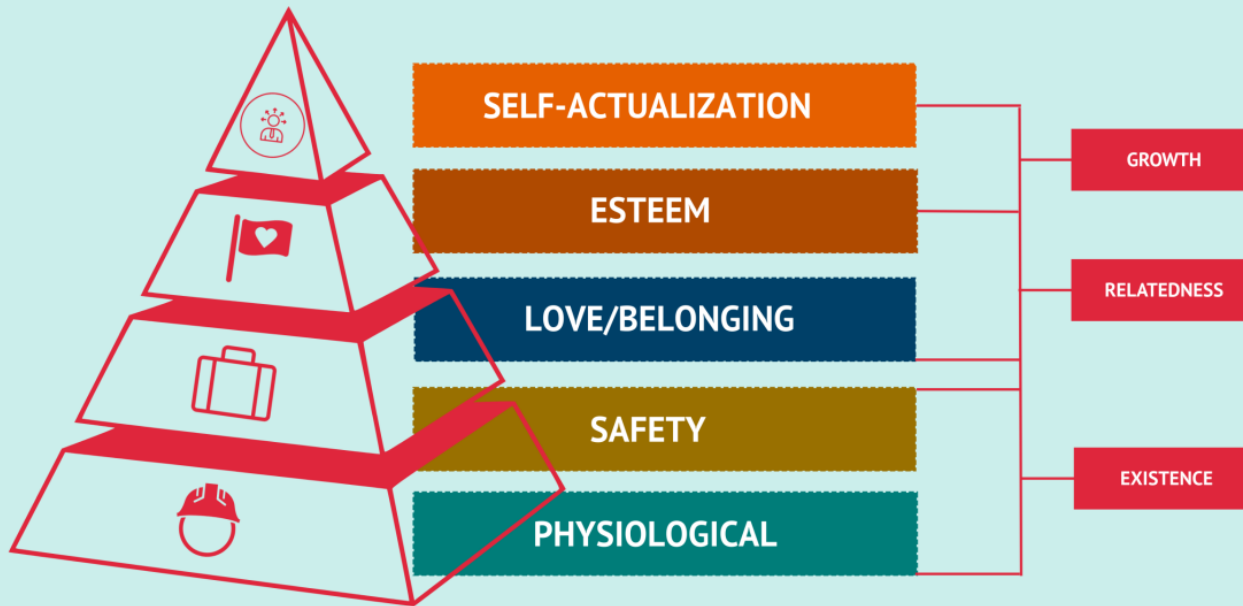 SELF-ACTUALIZATION
GROWTH
ESTEEM
RELATEDNESS
LOVE/BELONGING
SAFETY
EXISTENCE
PHYSIOLOGICAL